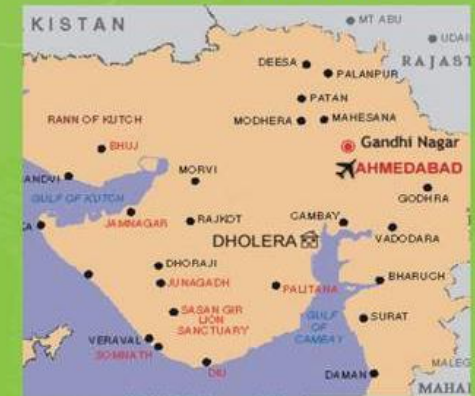 KISTAN
MT ABU
UDAI
RAJAST
DEESA
PALANPUR
PATAN
MODHERA
MAHESANA
RANN OF KUTCH
BHUJ
Gandhi Nagar
AHMEDABAD
MORVI
ANDVI
GULF OF KUTCH
GODHRA
JAMNAGAR
RAJKOT
CAMBAY
KA
DHOLERA
VADODARA
DHORAJI
JUNAGADH
PALITANA
BHARUCH
SASAN GIR
LION
SANCTUARY
GULF
OF
CAMBAY
SURAT
VERAVAL
SOMNATH
DIU
DAMAN
MALEG
MAHAI